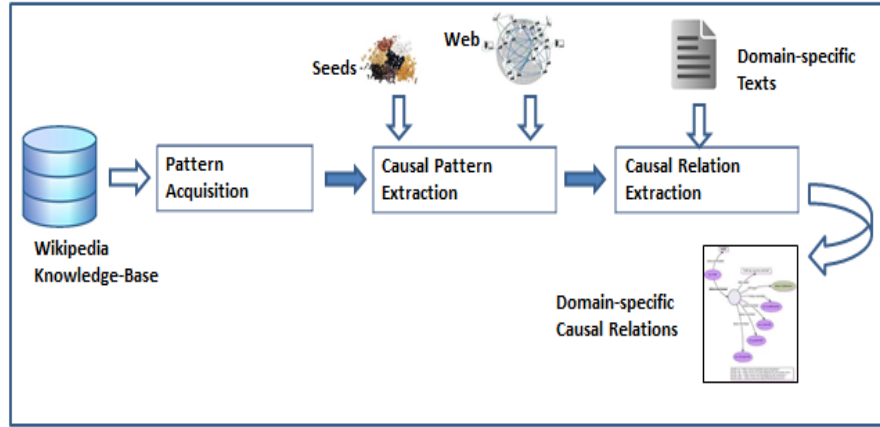 Seeds
Web
Domain-specific
Texts
Pattern
Acquisition
Causal Pattern
Extraction
Causal Relation
Extraction
Wikipedia
Knowledge-Base
Domain-specific
Causal Relations